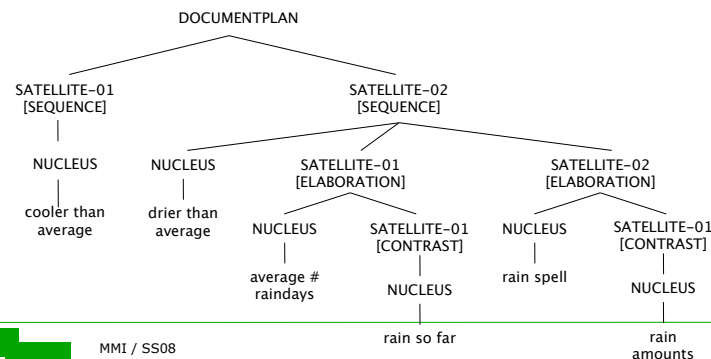 DOCUMENTPLAN
SATELLITE-01
[SEQUENCE]
SATELLITE-02
[SEQUENCE]
NUCLEUS
NUCLEUS
SATELLITE-01
[ELABORATION]
SATELLITE-02
[ELABORATION]
cooler than
average
drier than
average
NUCLEUS
SATELLITE-01
[CONTRAST]
NUCLEUS
SATELLITE-01
[CONTRAST]
average #
raindays
NUCLEUS
rain spell
NUCLEUS
rain so far
rain
amounts
MMI / SS08